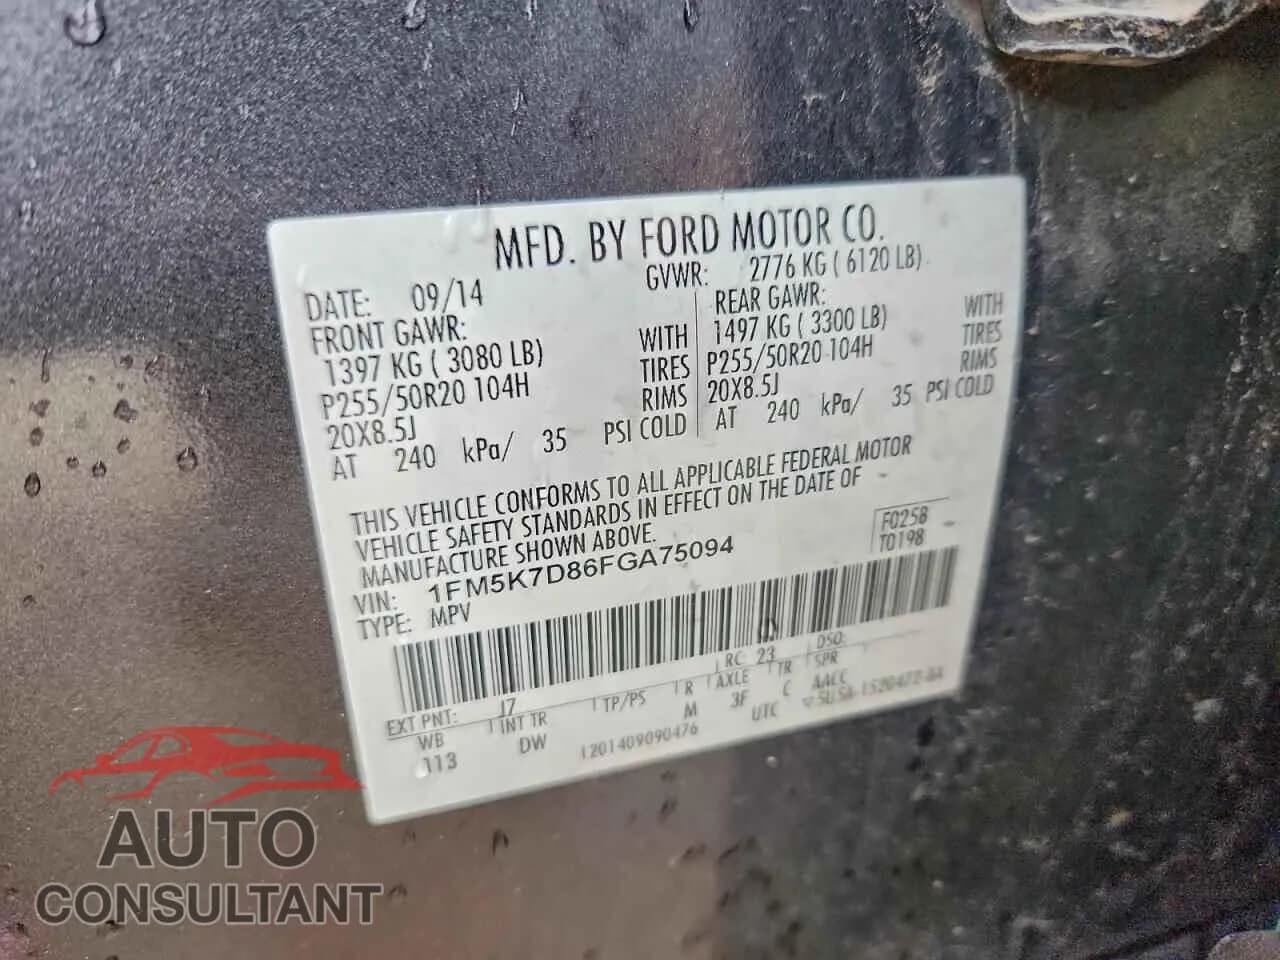 MFD. BY FORD MOTOR CO.
DATE: 09/14 GVWR: 2776 KG ( 6120 LB)
FRONT GAWR: REAR GAWR:
1397 KG ( 3080 LB) WITH 1497 KG ( 3300 LB) WITH
P255/50R20 104H TIRES P255/50R20 104H TIRES
20X8.5J RIMS 20X8.5J RIMS
AT 240 kPa/ 35 PSI COLD AT 240 kPa/ 35 PSI COLD
THIS VEHICLE CONFORMS TO ALL APPLICABLE FEDERAL MOTOR
VEHICLE SAFETY STANDARDS IN EFFECT ON THE DATE OF
MANUFACTURE SHOWN ABOVE.
F0258
T0198
VIN: 1FM5K7D86FGA75094
TYPE: MPV
EXT PNT: J7 RC: 23 DSO:
WB INT TR TP/PS R AXLE TR SPR
113 DW M 3F C AACC
1201409090476 UTC ▽5U5A-1520472-BA
AUTO
CONSULTANT